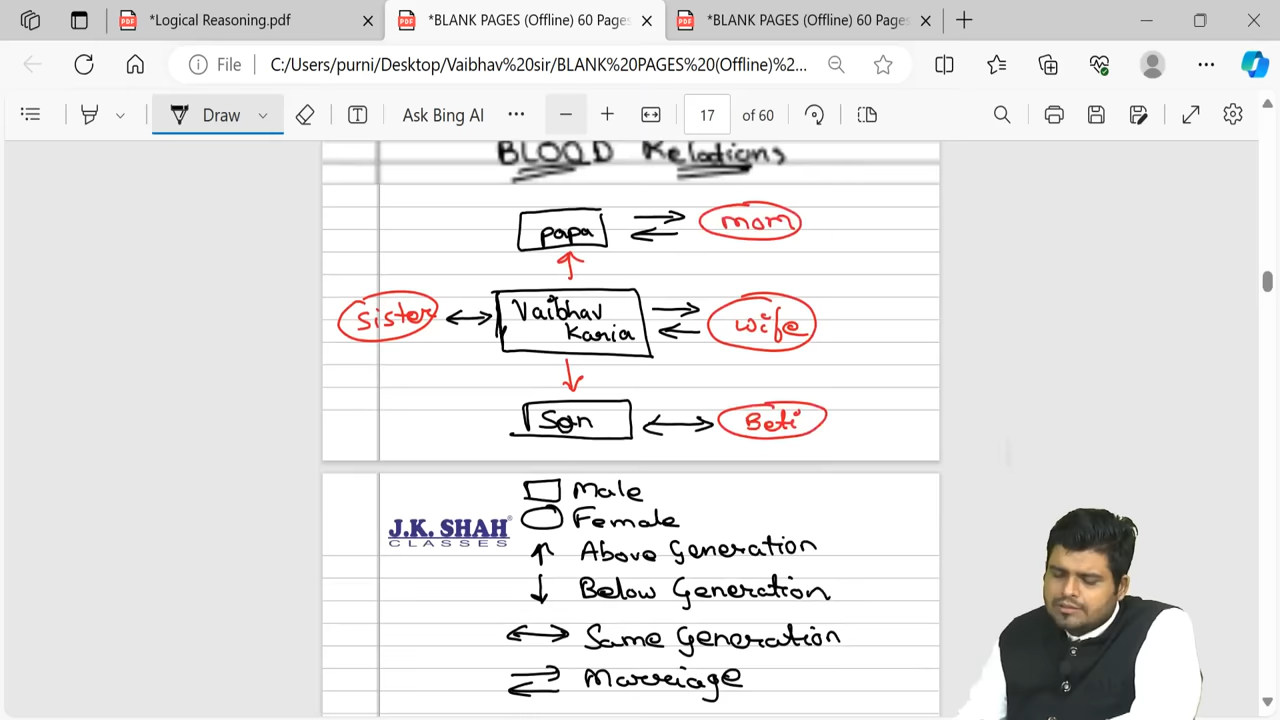 *Logical Reasoning.pdf
*BLANK PAGES (Offline) 60 Pages
*BLANK PAGES (Offline) 60 Pages
File
C:/Users/purni/Desktop/Vaibhav%20sir/BLANK%20PAGES%20(Offline)%2...
Draw
Ask Bing AI
17
of 60
BLOOD Relations
papa
mom
Sister
Vaibhav
Karia
wife
Son
Beti
Male
J.K. SHAH®
CLASSES
Female
Above Generation
Below Generation
Same Generation
Marriage